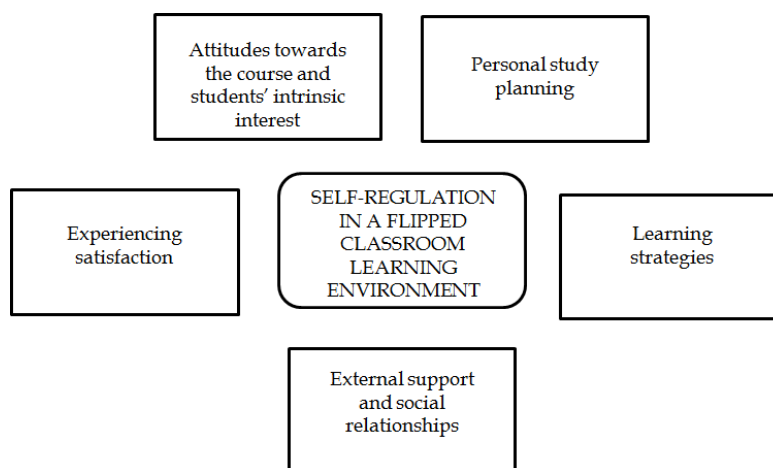 Attitudes towards
the course and
students' intrinsic
interest
Personal study
planning
Experiencing
satisfaction
SELF-REGULATION
IN A FLIPPED
CLASSROOM
LEARNING
ENVIRONMENT
Learning
strategies
External support
and social
relationships